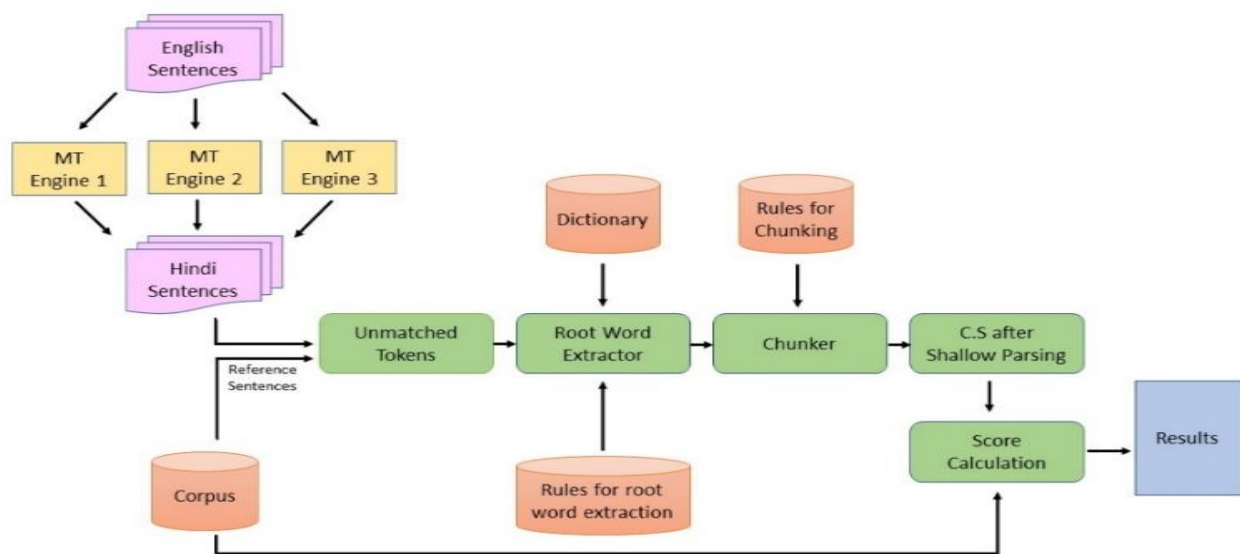 English
Sentences
MT
Engine 1
MT
Engine 2
MT
Engine 3
Hindi
Sentences
Dictionary
Rules for
Chunking
Unmatched
Tokens
Root Word
Extractor
Chunker
C.S after
Shallow Parsing
Reference
Sentences
Score
Calculation
Results
Corpus
Rules for root
word extraction